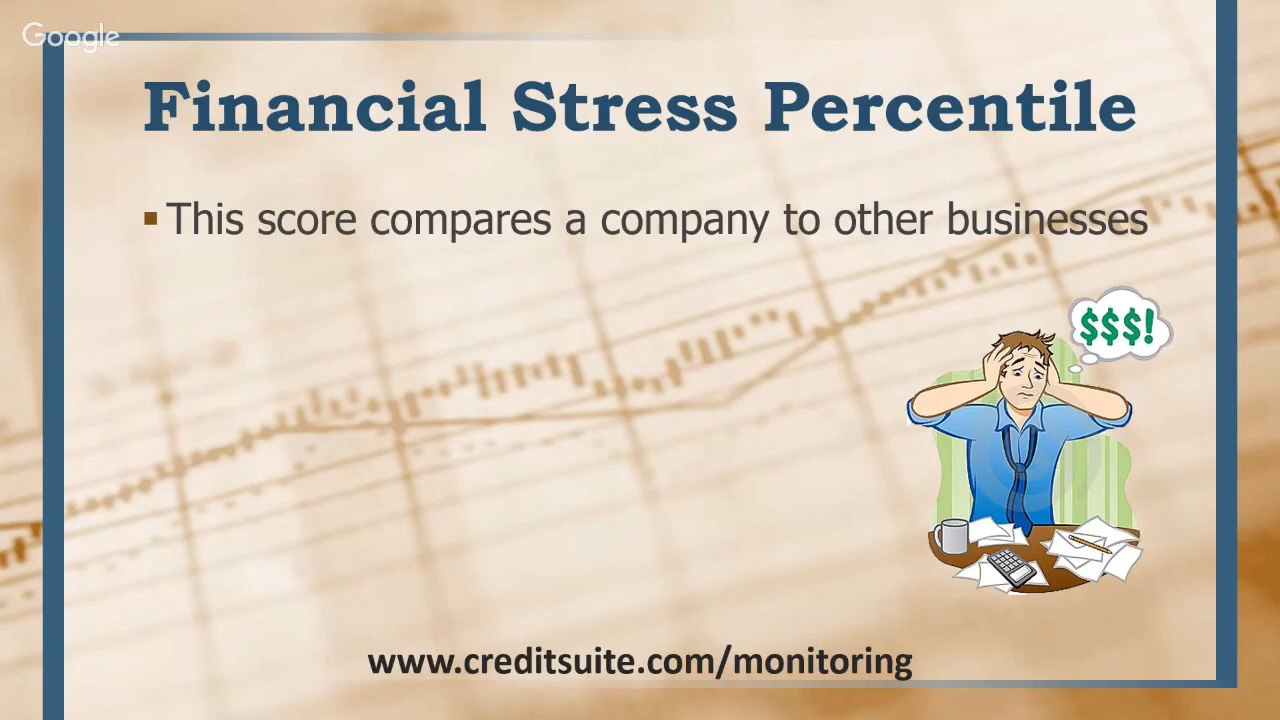 Google
Financial Stress Percentile
▪ This score compares a company to other businesses
$$$!
www.creditsuite.com/monitoring